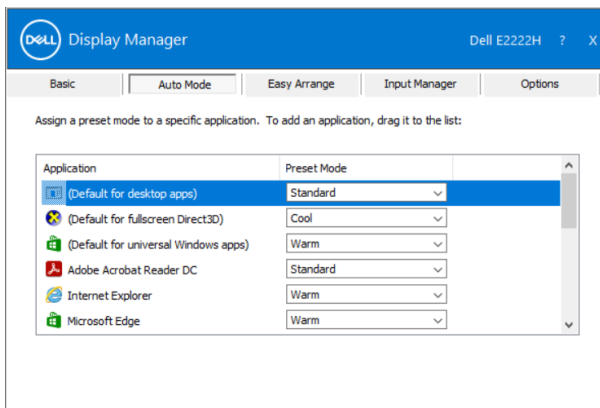 DELL Display Manager Dell E2222H ? X
Basic Auto Mode Easy Arrange Input Manager Options
Assign a preset mode to a specific application. To add an application, drag it to the list:
Application Preset Mode
(Default for desktop apps) Standard
(Default for fullscreen Direct3D) Cool
(Default for universal Windows apps) Warm
Adobe Acrobat Reader DC Standard
Internet Explorer Warm
Microsoft Edge Warm